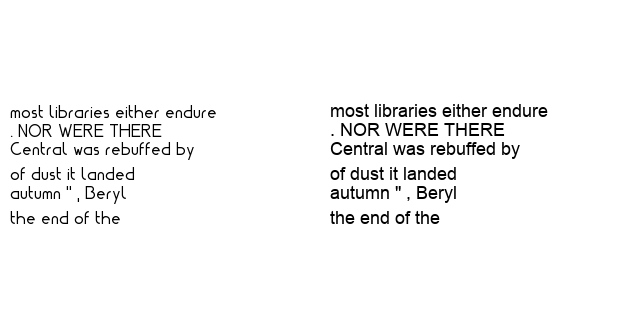 most libraries either endure
. NOR WERE THERE
Central was rebuffed by
of dust it landed
autumn " , Beryl
the end of the
most libraries either endure
. NOR WERE THERE
Central was rebuffed by
of dust it landed
autumn " , Beryl
the end of the